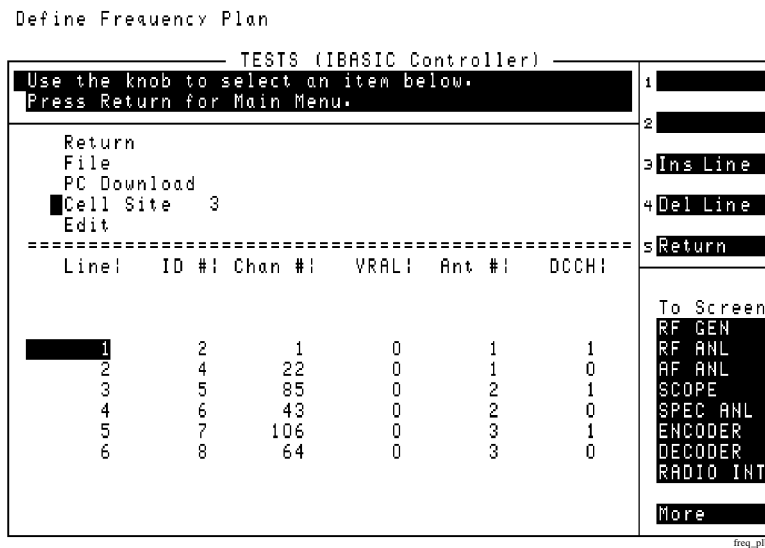 Define Frequency Plan
TESTS (IBASIC Controller)
Use the knob to select an item below.
Press Return for Main Menu.
Return
File
PC Download
Cell Site 3
Edit
==================================================
Line¦ ID #¦ Chan #¦ VRAL¦ Ant #¦ DCCH¦
1 2 1 0 1 1
2 4 22 0 1 0
3 5 85 0 2 1
4 6 43 0 2 0
5 7 106 0 3 1
6 8 64 0 3 0
1
2
3 Ins Line
4 Del Line
5 Return
To Screen
RF GEN
RF ANL
AF ANL
SCOPE
SPEC ANL
ENCODER
DECODER
RADIO INT
More
freq_pl